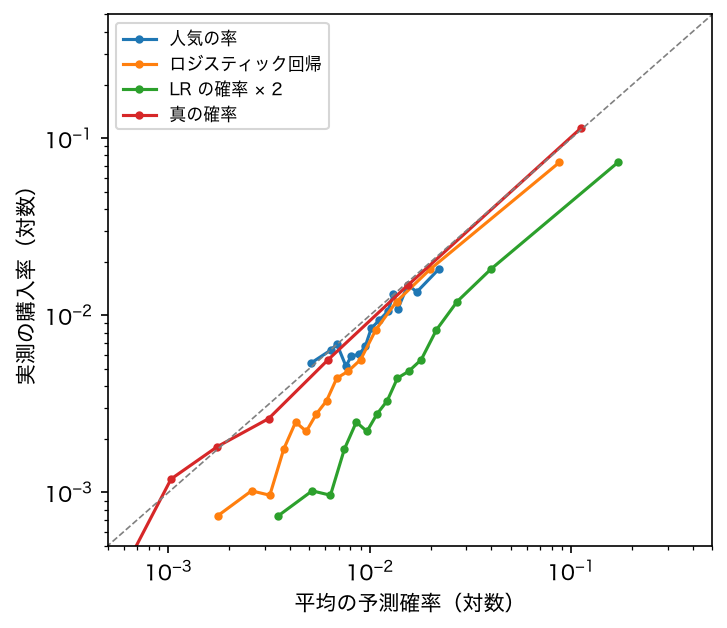 人気の率
ロジスティック回帰
LR の確率 × 2
真の確率
実測の購入率（対数）
10⁻¹
10⁻²
10⁻³
10⁻³
10⁻²
10⁻¹
平均の予測確率（対数）